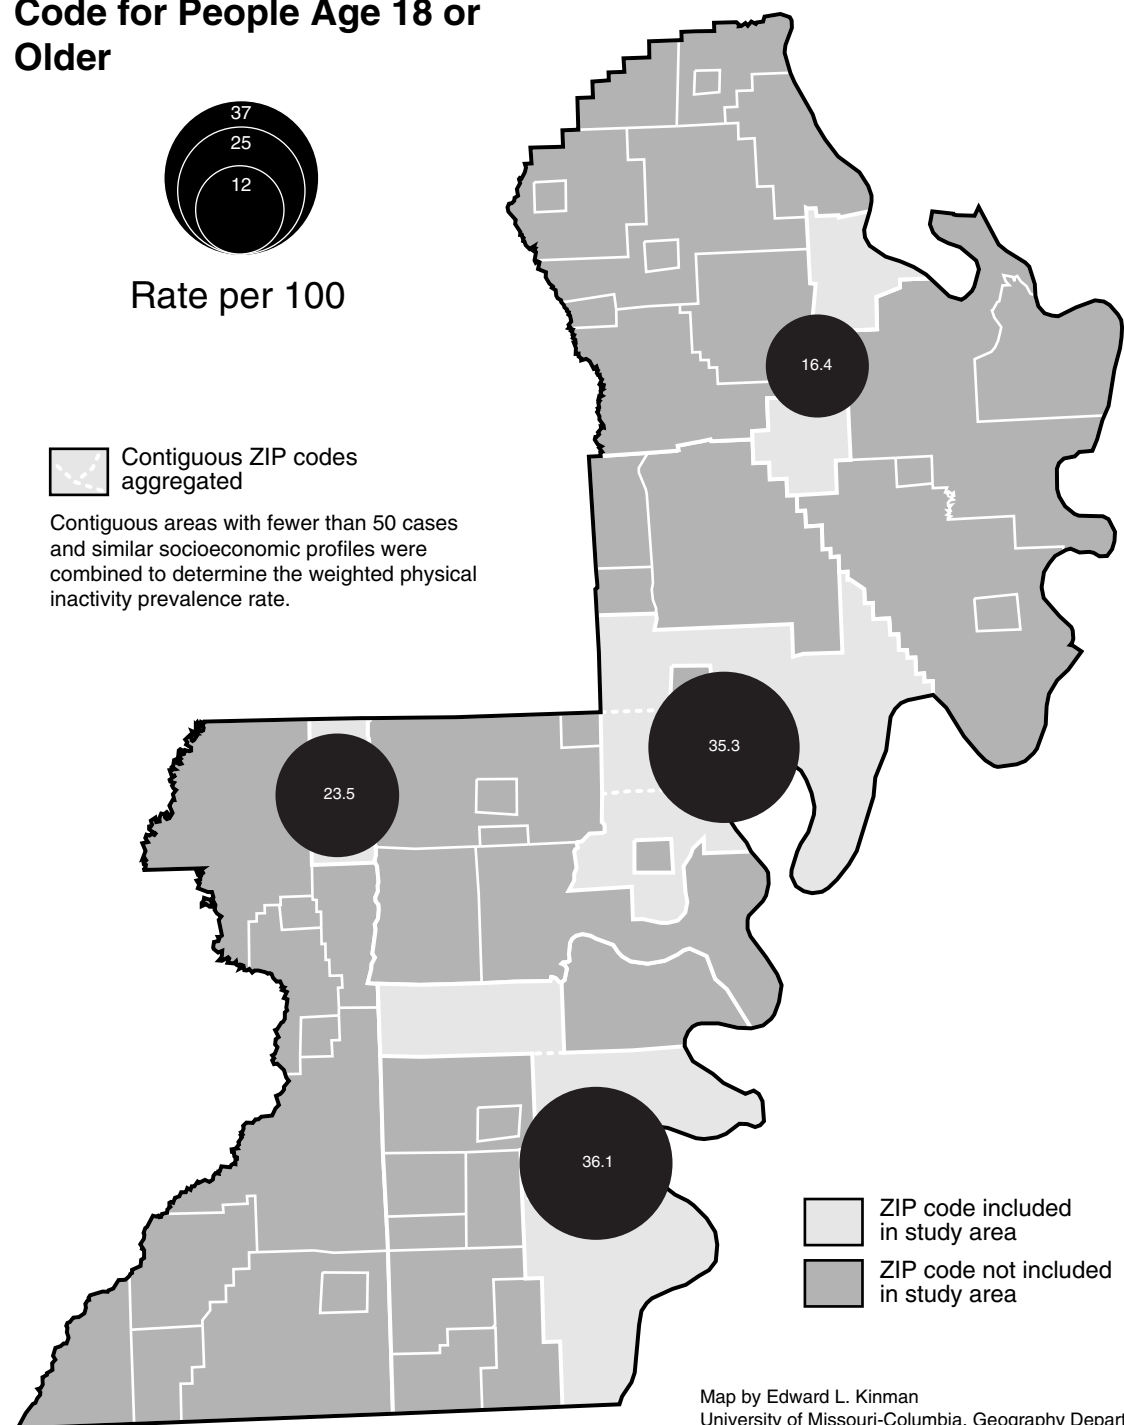 Code for People Age 18 or
Older
37
25
12
Rate per 100
16.4
Contiguous ZIP codes
aggregated
Contiguous areas with fewer than 50 cases
and similar socioeconomic profiles were
combined to determine the weighted physical
inactivity prevalence rate.
35.3
23.5
36.1
ZIP code included
in study area
ZIP code not included
in study area
Map by Edward L. Kinman
University of Missouri-Columbia, Geography